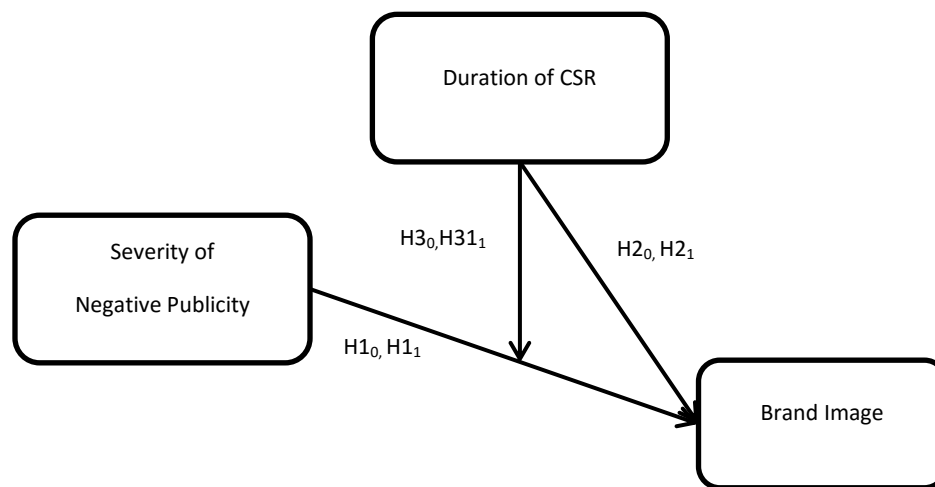 Duration of CSR
Severity of
Negative Publicity
H3₀,H31₁
H2₀, H2₁
H1₀, H1₁
Brand Image